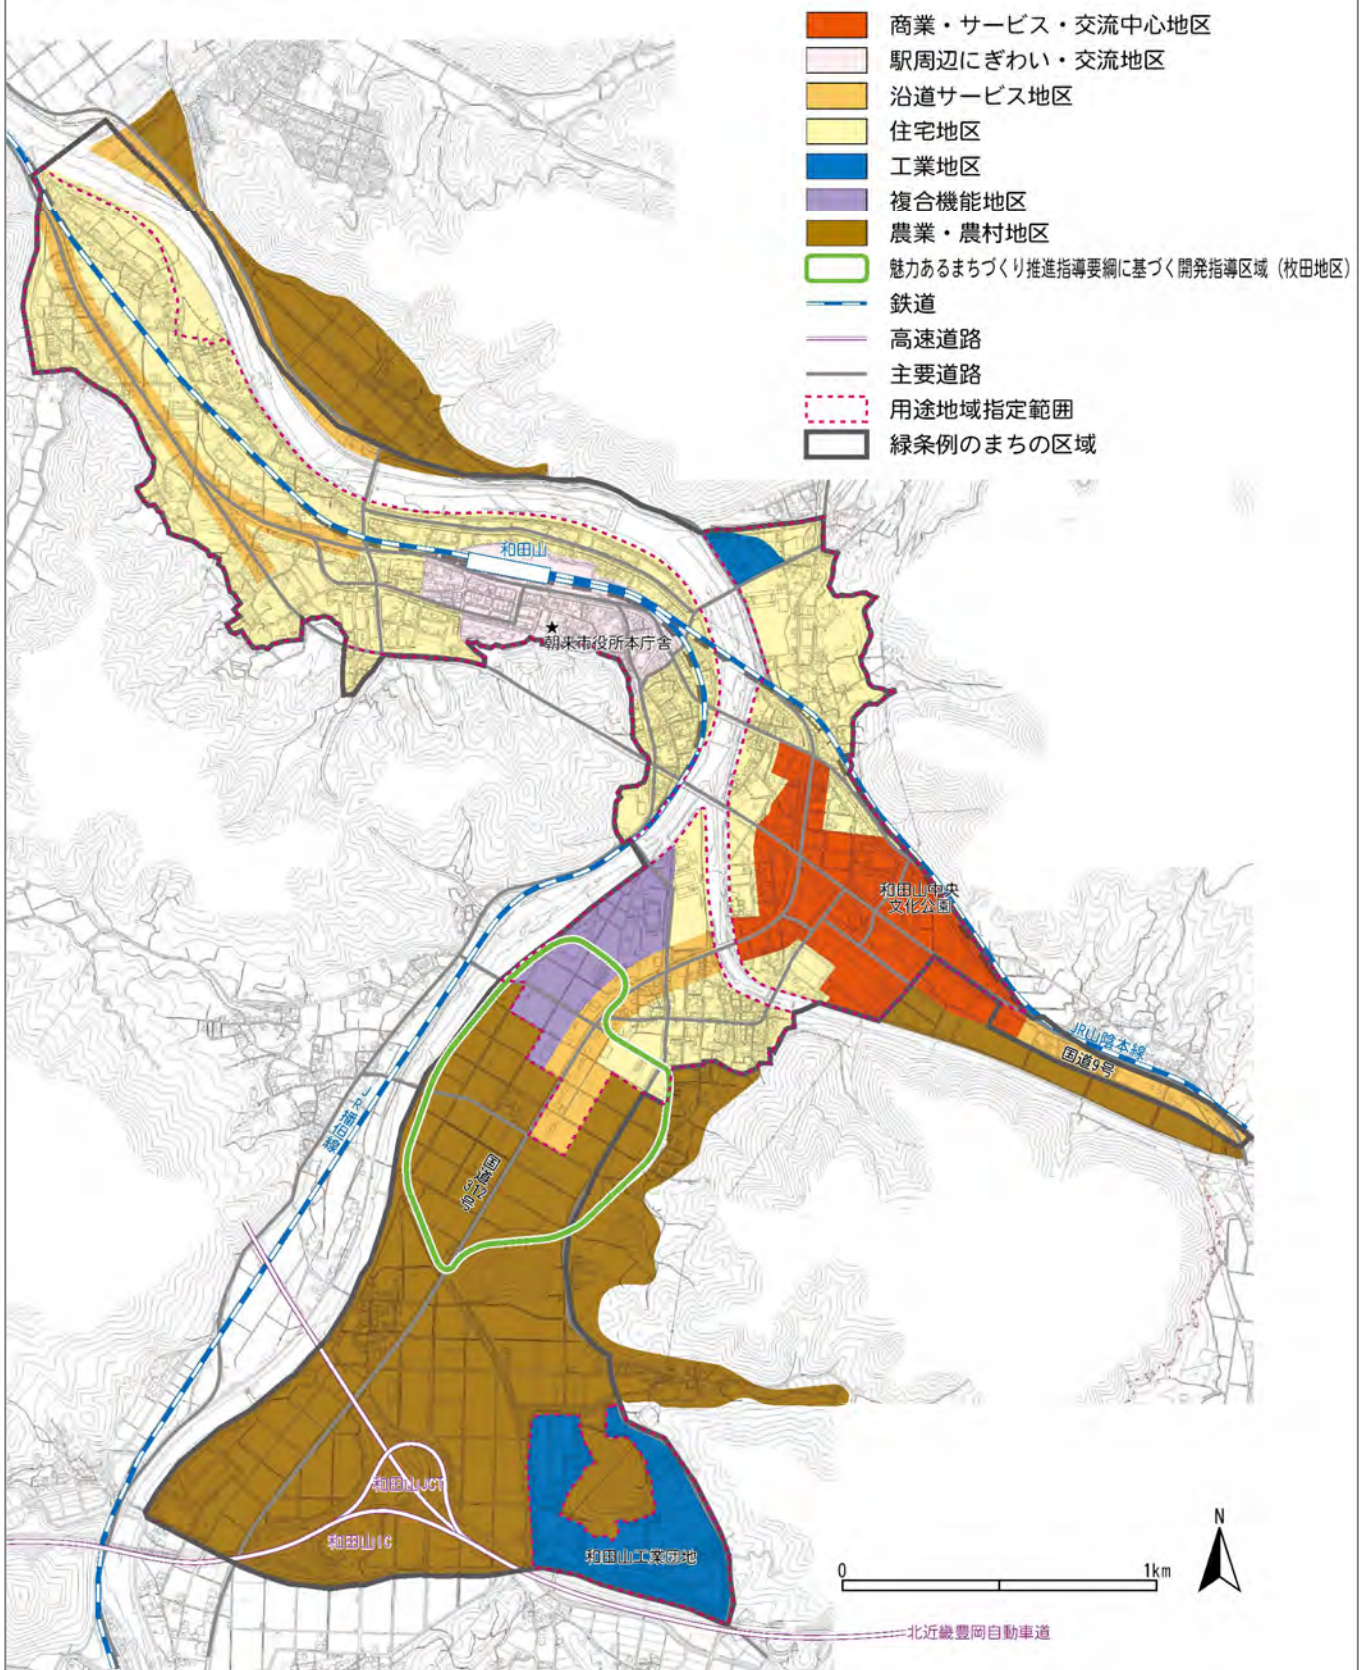 商業・サービス・交流中心地区
駅周辺にぎわい・交流地区
沿道サービス地区
住宅地区
工業地区
複合機能地区
農業・農村地区
魅力あるまちづくり推進指導要綱に基づく開発指導区域（枚田地区）
鉄道
高速道路
主要道路
用途地域指定範囲
緑条例のまちの区域
和田山
★
朝来市役所本庁舎
和田山中央
文化公園
JR山陰本線
国道9号
JR播但線
国道312号
和田山JCT
和田山IC
和田山工業団地
N
0 1km
北近畿豊岡自動車道